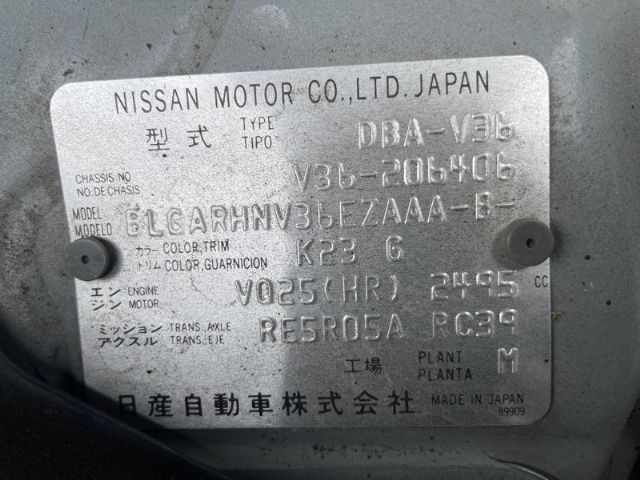 NISSAN MOTOR CO.,LTD. JAPAN
型式 TYPE TIPO DBA-V36
CHASSIS NO NO.DE CHASIS V36-206406
MODEL MODELO BLGARHNV36EZAAA-B-
カラー COLOR,TRIM トリム COLOR,GUARNICION K23 G
エンジン ENGINE MOTOR VQ25(HR) 2495 CC
ミッション アクスル TRANS.,AXLE TRANS.,EJE RE5R05A RC39
工場 PLANT PLANTA M
日産自動車株式会社 MADE IN JAPAN
89909